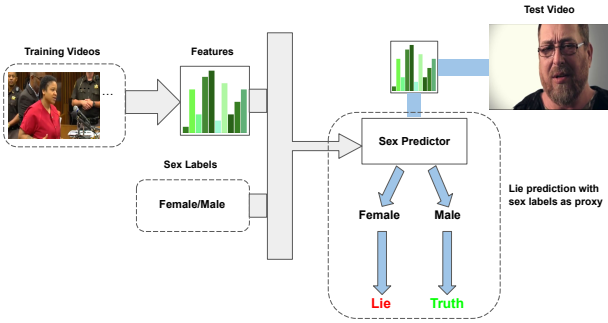 Test Video
Training Videos
Features
...
Sex Labels
Female/Male
Sex Predictor
Female
Male
Lie
Truth
Lie prediction with
sex labels as proxy